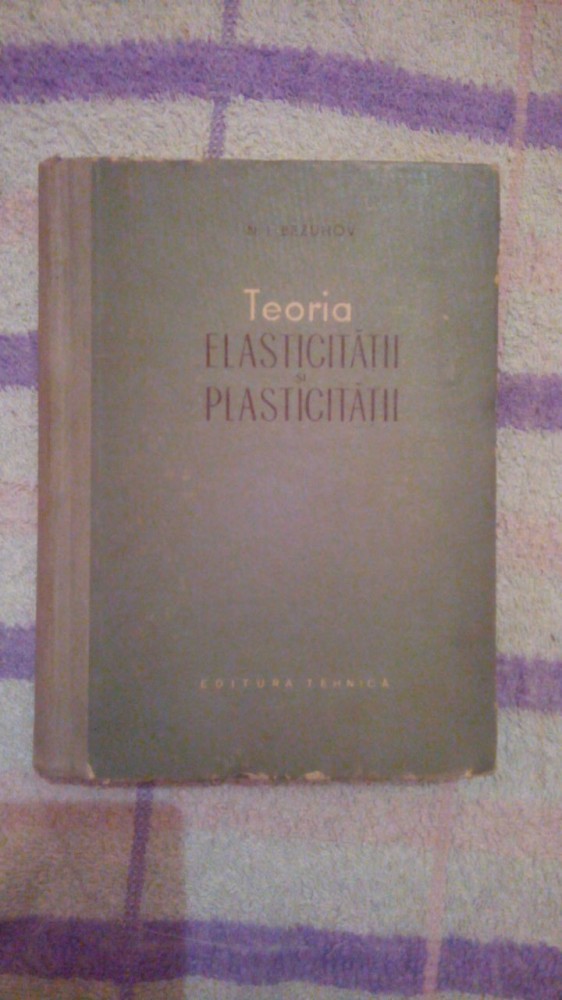 N. I. BEZUHOV
Teoria
ELASTICITĂȚII
ȘI
PLASTICITĂȚII
EDITURA TEHNICĂ